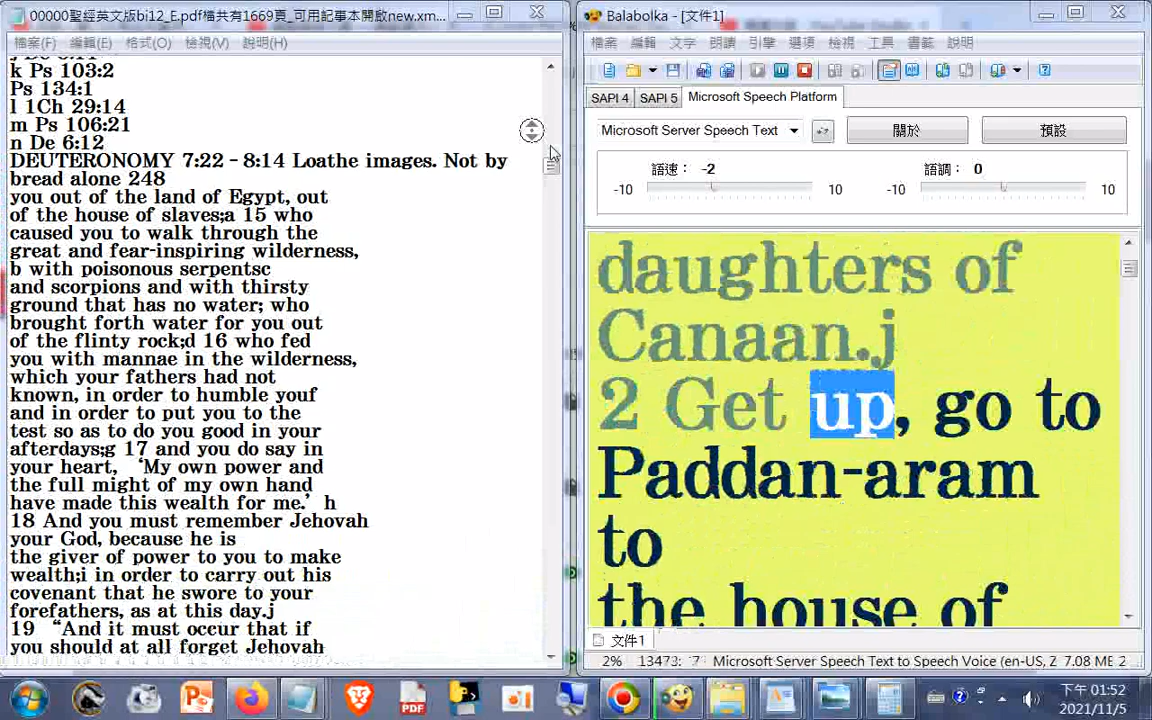 00000聖經英文版bi12_E.pdf檔共有1669頁_可用記事本開啟new.xm...
檔案(F) 編輯(E) 格式(O) 檢視(V) 說明(H)
k Ps 103:2
Ps 134:1
l 1Ch 29:14
m Ps 106:21
n De 6:12
DEUTERONOMY 7:22–8:14 Loathe images. Not by
bread alone 248
you out of the land of Egypt, out
of the house of slaves;a 15 who
caused you to walk through the
great and fear-inspiring wilderness,
b with poisonous serpentsc
and scorpions and with thirsty
ground that has no water; who
brought forth water for you out
of the flinty rock;d 16 who fed
you with mannae in the wilderness,
which your fathers had not
known, in order to humble youf
and in order to put you to the
test so as to do you good in your
afterdays;g 17 and you do say in
your heart, ‘My own power and
the full might of my own hand
have made this wealth for me.’ h
18 And you must remember Jehovah
your God, because he is
the giver of power to you to make
wealth;i in order to carry out his
covenant that he swore to your
forefathers, as at this day.j
19 “And it must occur that if
you should at all forget Jehovah
Balabolka - [文件1]
檔案 編輯 文字 朗讀 引擎 選項 檢視 工具 書籤 說明
SAPI 4 SAPI 5 Microsoft Speech Platform
Microsoft Server Speech Text 關於 預設
語速： -2 語調： 0
-10 10 -10 10
daughters of
Canaan.j
2 Get up, go to
Paddan-aram
to
the house of
文件1
2% 13473: 7 Microsoft Server Speech Text to Speech Voice (en-US, Z 7.08 ME 2
下午 01:52
2021/11/5